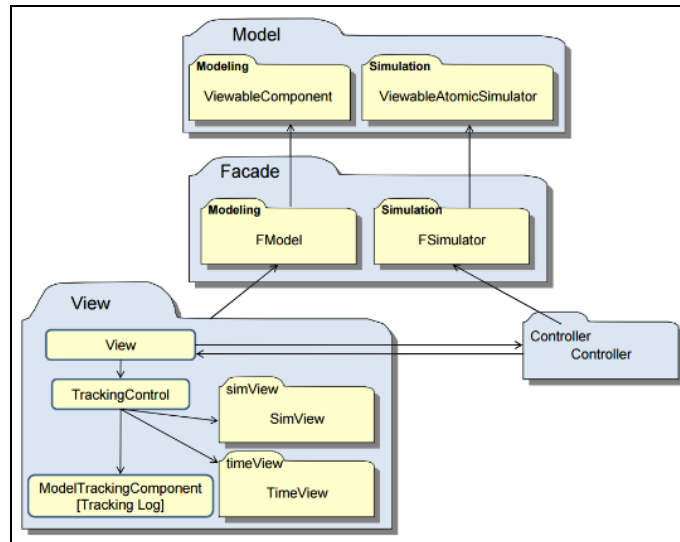 Model
Modeling
ViewableComponent
Simulation
ViewableAtomicSimulator
Facade
Modeling
FModel
Simulation
FSimulator
View
View
TrackingControl
ModelTrackingComponent
[Tracking Log]
simView
SimView
timeView
TimeView
Controller
Controller